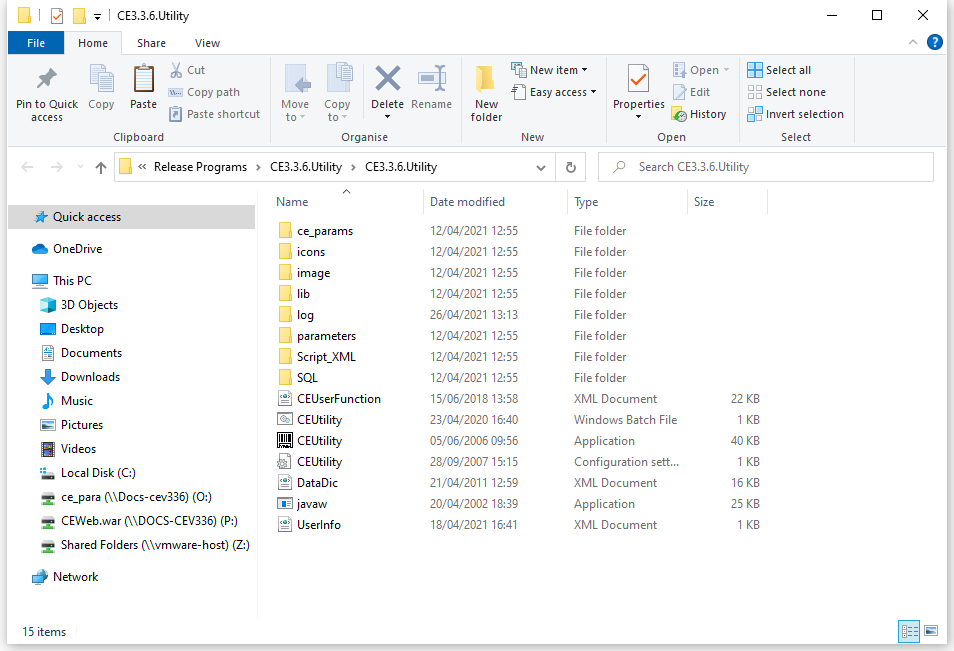 CE3.3.6.Utility
File Home Share View
Pin to Quick access
Copy
Paste
Cut
Copy path
Paste shortcut
Clipboard
Move to
Copy to
Delete
Rename
Organise
New folder
New item
Easy access
New
Properties
Open
Edit
History
Open
Select all
Select none
Invert selection
Select
« Release Programs > CE3.3.6.Utility > CE3.3.6.Utility
Search CE3.3.6.Utility
Quick access
OneDrive
This PC
3D Objects
Desktop
Documents
Downloads
Music
Pictures
Videos
Local Disk (C:)
ce_para (\\Docs-cev336) (O:)
CEWeb.war (\\DOCS-CEV336) (P:)
Shared Folders (\\vmware-host) (Z:)
Network
Name Date modified Type Size
ce_params 12/04/2021 12:55 File folder
icons 12/04/2021 12:55 File folder
image 12/04/2021 12:55 File folder
lib 12/04/2021 12:55 File folder
log 26/04/2021 13:13 File folder
parameters 12/04/2021 12:55 File folder
Script_XML 12/04/2021 12:55 File folder
SQL 12/04/2021 12:55 File folder
CEUserFunction 15/06/2018 13:58 XML Document 22 KB
CEUtility 23/04/2020 16:40 Windows Batch File 1 KB
CEUtility 05/06/2006 09:56 Application 40 KB
CEUtility 28/09/2007 15:15 Configuration sett... 1 KB
DataDic 21/04/2011 12:59 XML Document 16 KB
javaw 20/04/2002 18:39 Application 25 KB
UserInfo 18/04/2021 16:41 XML Document 1 KB
15 items